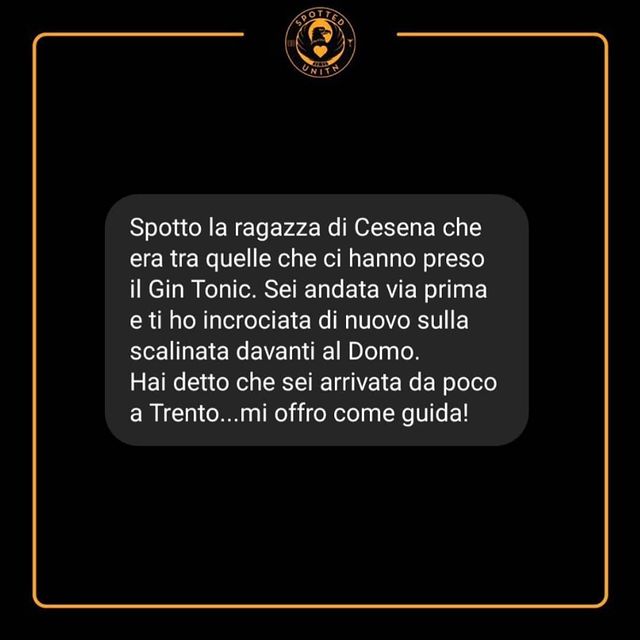 SPOTTED
UNITN
Spotto la ragazza di Cesena che
era tra quelle che ci hanno preso
il Gin Tonic. Sei andata via prima
e ti ho incrociata di nuovo sulla
scalinata davanti al Domo.
Hai detto che sei arrivata da poco
a Trento...mi offro come guida!